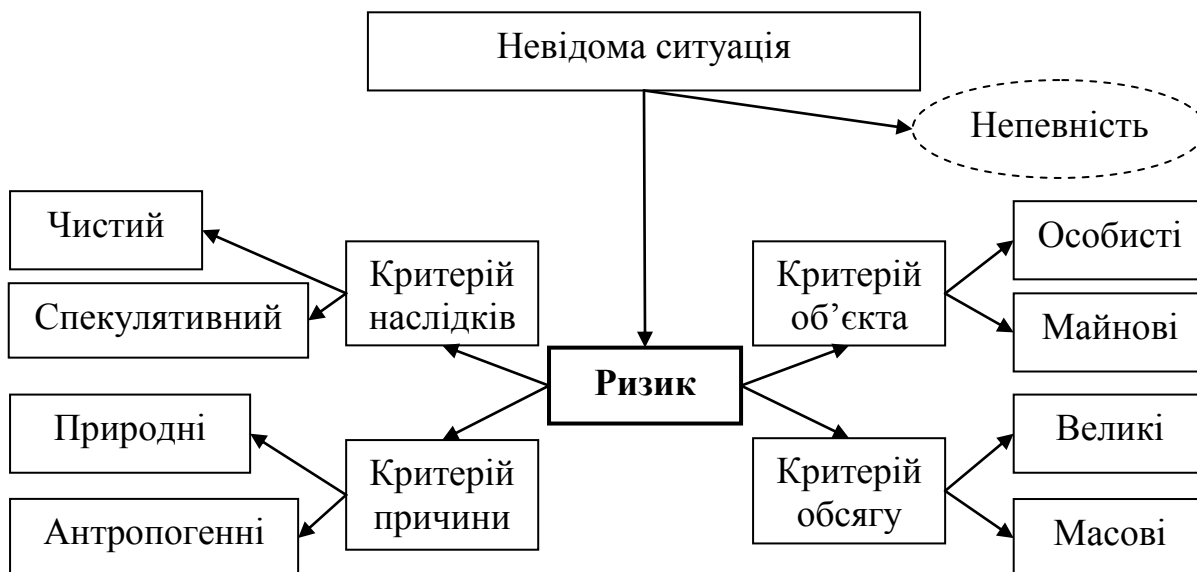 Невідома ситуація
Непевність
Чистий
Спекулятивний
Критерій
наслідків
Критерій
об’єкта
Особисті
Майнові
Ризик
Природні
Антропогенні
Критерій
причини
Критерій
обсягу
Великі
Масові